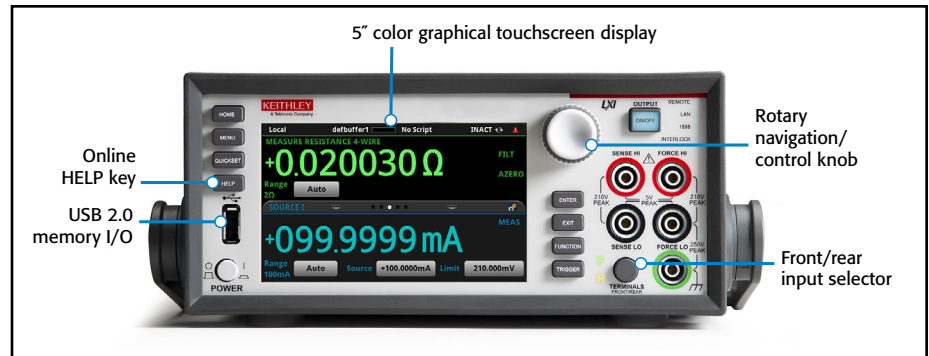 5″ color graphical touchscreen display
Online
HELP key
USB 2.0
memory I/O
Rotary
navigation/
control knob
Front/rear
input selector
KEITHLEY
A Tektronix Company
HOME
MENU
QUICKSET
HELP
POWER
Local defbuffer1 No Script INACT
MEASURE RESISTANCE 4-WIRE
+0.020030 Ω
FILT
AZERO
Range
2Ω
Auto
SOURCE I
MEAS
+099.9999 mA
Range
100mA
Auto Source +100.0000mA Limit 210.000mV
LXI
OUTPUT
ON/OFF
REMOTE
LAN
1588
INTERLOCK
ENTER
EXIT
FUNCTION
TRIGGER
SENSE HI
FORCE HI
210V
PEAK
5V
PEAK
210V
PEAK
SENSE LO
FORCE LO
250V
PEAK
F
R
TERMINALS
FRONT/REAR